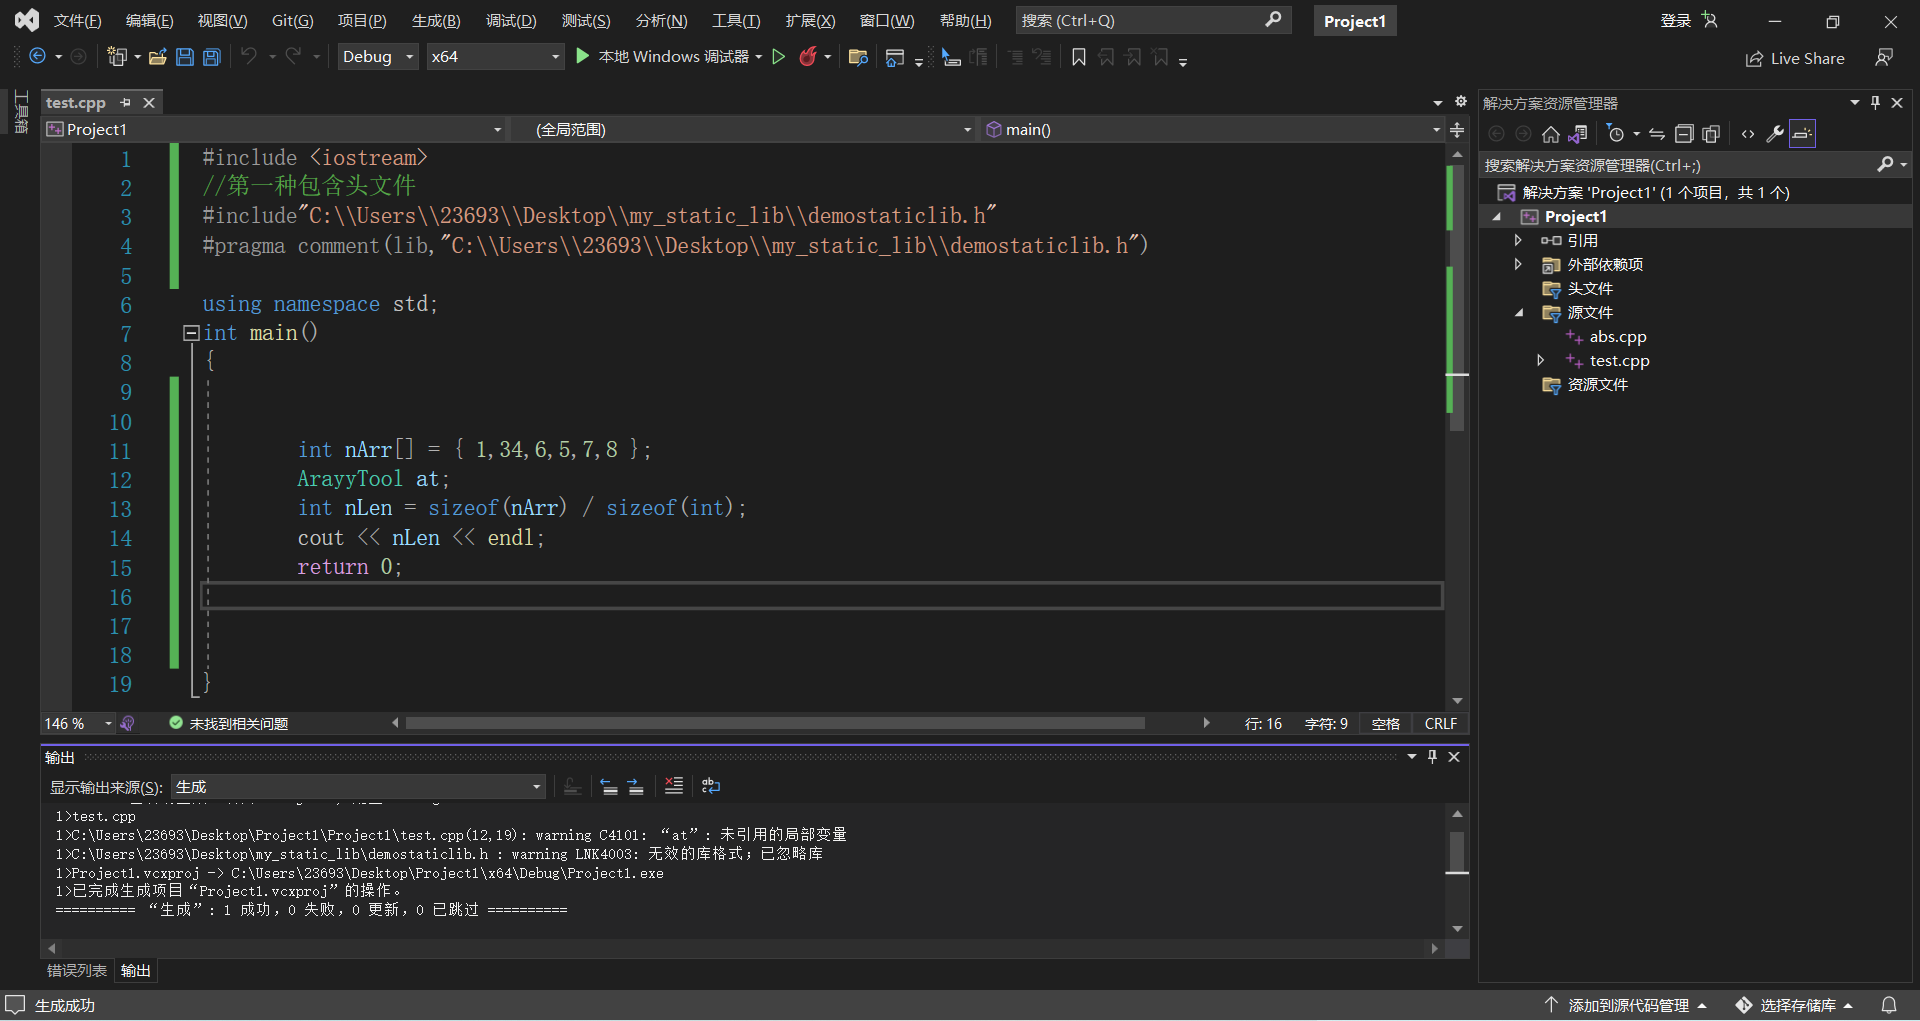 文件(F) 编辑(E) 视图(V) Git(G) 项目(P) 生成(B) 调试(D) 测试(S) 分析(N) 工具(T) 扩展(X) 窗口(W) 帮助(H) 搜索 (Ctrl+Q) Project1 登录
Debug x64 本地 Windows 调试器 Live Share
工具箱
test.cpp
Project1 (全局范围) main()
1 #include <iostream>
2 //第一种包含头文件
3 #include"C:\\Users\\23693\\Desktop\\my_static_lib\\demostaticlib.h"
4 #pragma comment(lib,"C:\\Users\\23693\\Desktop\\my_static_lib\\demostaticlib.h")
5
6 using namespace std;
7 int main()
8 {
9
10
11 int nArr[] = { 1,34,6,5,7,8 };
12 ArayyTool at;
13 int nLen = sizeof(nArr) / sizeof(int);
14 cout << nLen << endl;
15 return 0;
16
17
18
19 }
146 % 未找到相关问题 行: 16 字符: 9 空格 CRLF
输出
显示输出来源(S): 生成
1>test.cpp
1>C:\Users\23693\Desktop\Project1\Project1\test.cpp(12,19): warning C4101: “at”: 未引用的局部变量
1>C:\Users\23693\Desktop\my_static_lib\demostaticlib.h : warning LNK4003: 无效的库格式；已忽略库
1>Project1.vcxproj -> C:\Users\23693\Desktop\Project1\x64\Debug\Project1.exe
1>已完成生成项目“Project1.vcxproj”的操作。
========== “生成”: 1 成功，0 失败，0 更新，0 已跳过 ==========
错误列表 输出
解决方案资源管理器
搜索解决方案资源管理器(Ctrl+;)
解决方案 'Project1' (1 个项目，共 1 个)
Project1
引用
外部依赖项
头文件
源文件
abs.cpp
test.cpp
资源文件
生成成功 添加到源代码管理 选择存储库